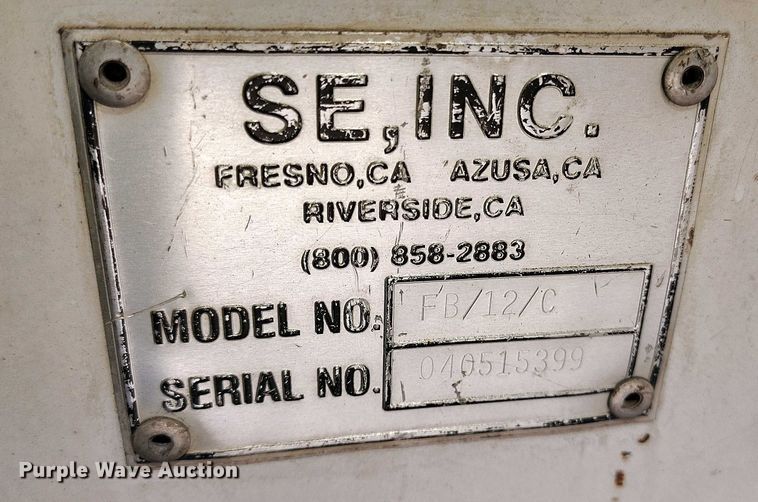 SE, INC.
FRESNO, CA AZUSA, CA
RIVERSIDE, CA
(800) 858-2883
MODEL NO. FB/12/C
SERIAL NO. 040515399
Purple Wave Auction